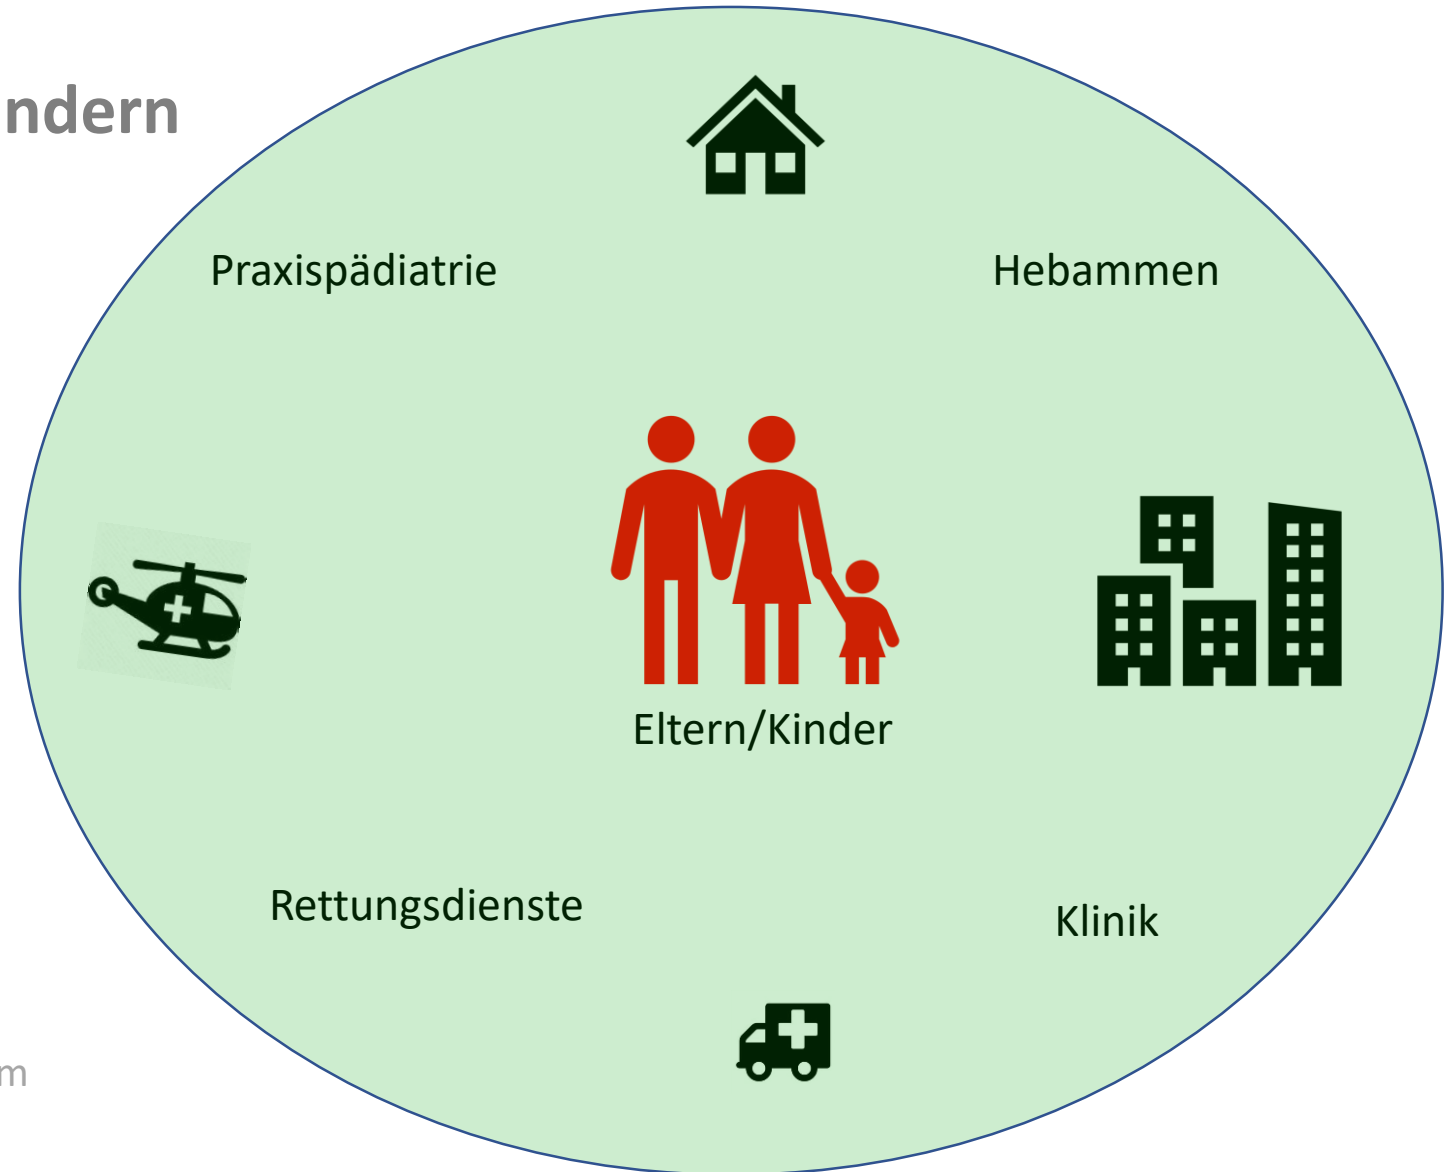 ndern
Praxispädiatrie
Hebammen
Eltern/Kinder
Rettungsdienste
Klinik
m